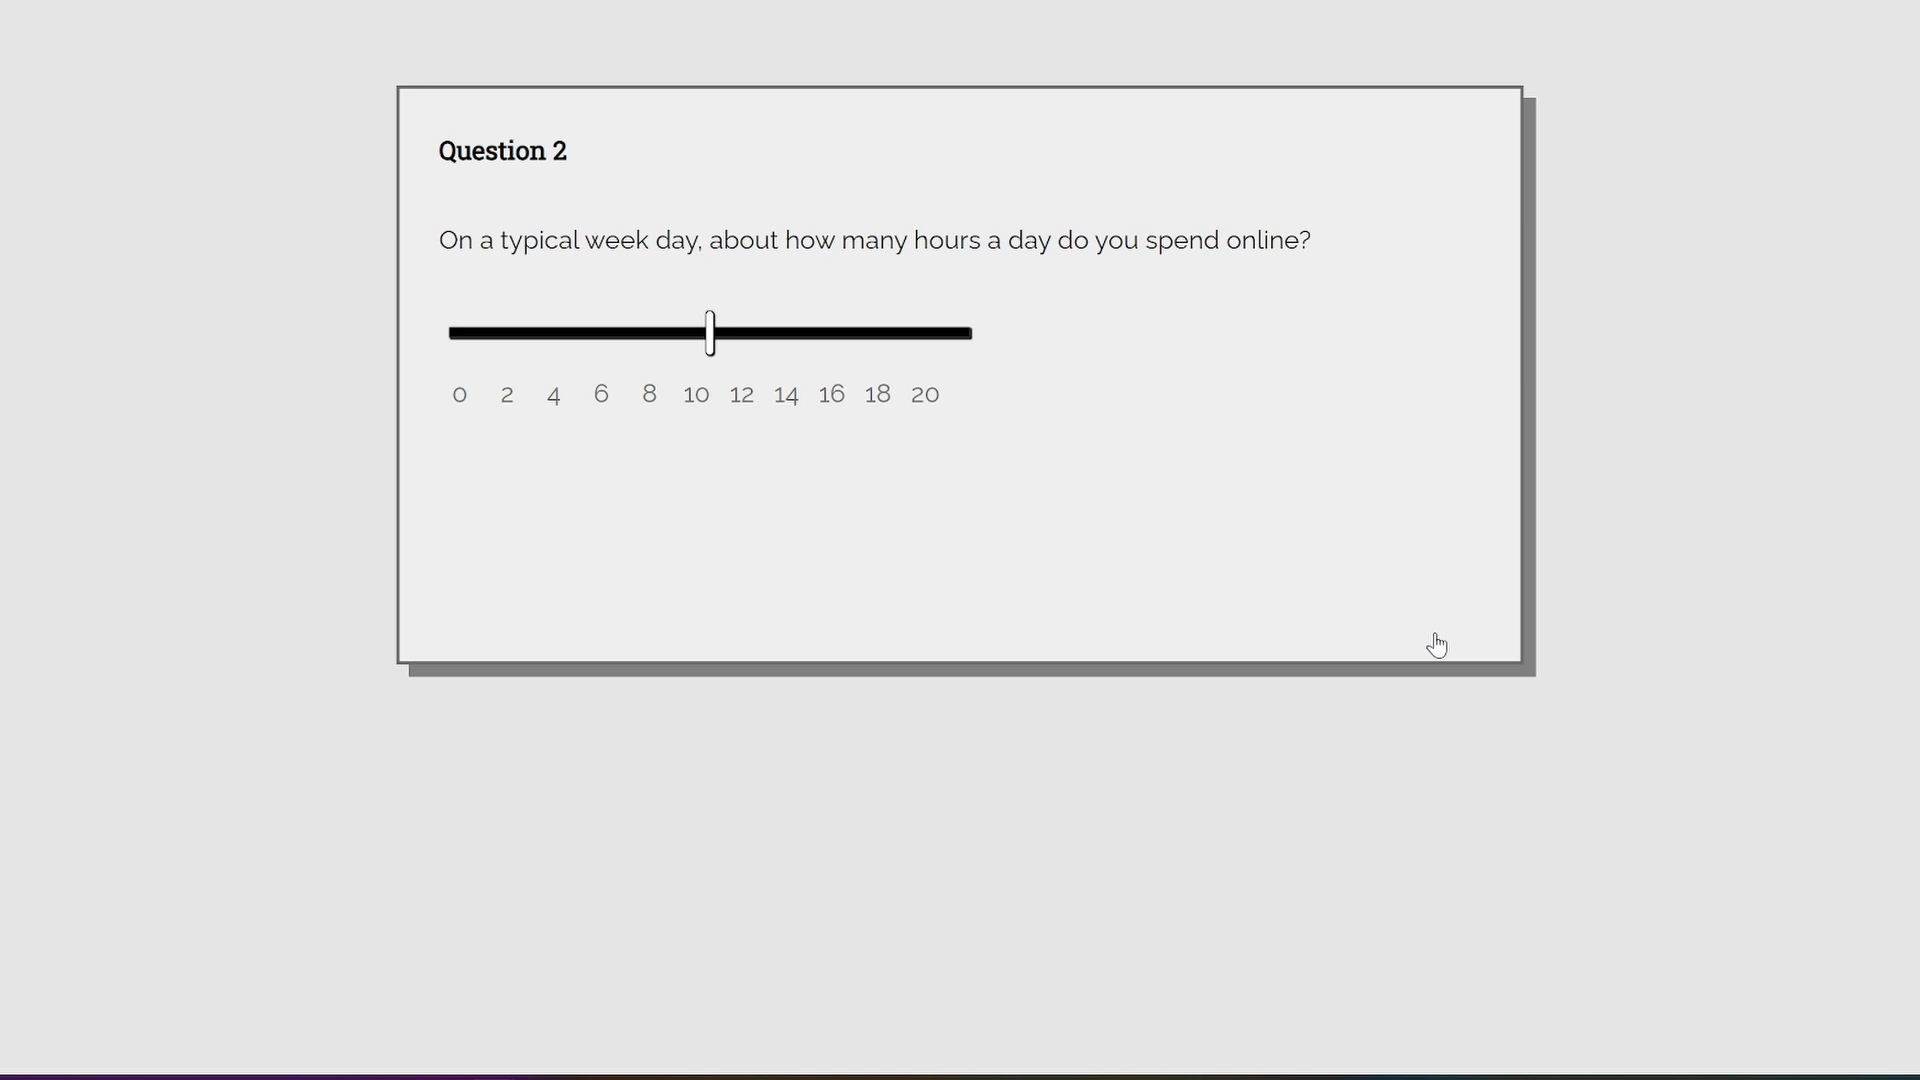 Question 2
On a typical week day, about how many hours a day do you spend online?
0 2 4 6 8 10 12 14 16 18 20